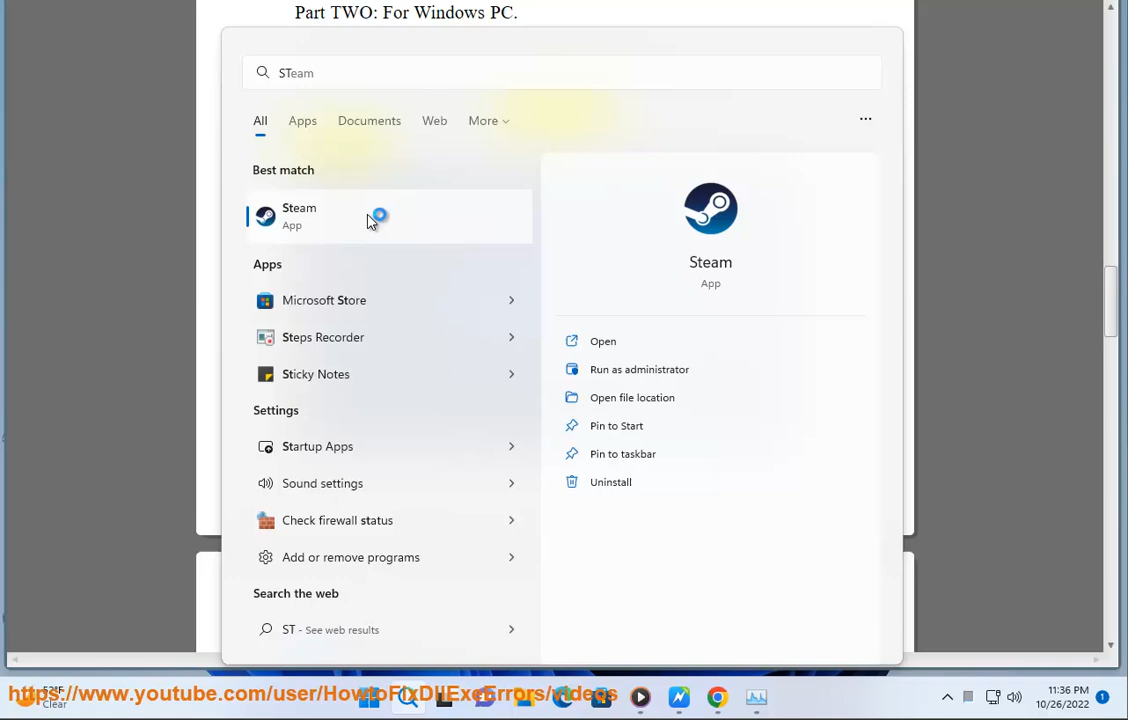 Part TWO: For Windows PC.
STeam
All Apps Documents Web More
Best match
Steam
App
Apps
Microsoft Store
Steps Recorder
Sticky Notes
Settings
Startup Apps
Sound settings
Check firewall status
Add or remove programs
Search the web
ST - See web results
Steam
App
Open
Run as administrator
Open file location
Pin to Start
Pin to taskbar
Uninstall
https://www.youtube.com/user/HowtoFixDllExeErrors/videos
Clear
11:36 PM
10/26/2022
1